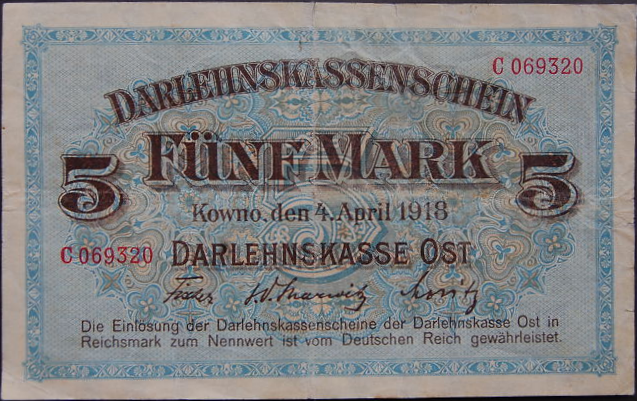 C 069320
DARLEHNSKASSENSCHEIN
FÜNF MARK
5 5
Kowno, den 4. April 1918
C 069320 DARLEHNSKASSE OST
Die Einlösung der Darlehnskassenscheine der Darlehnskasse Ost in
Reichsmark zum Nennwert ist vom Deutschen Reich gewährleistet.